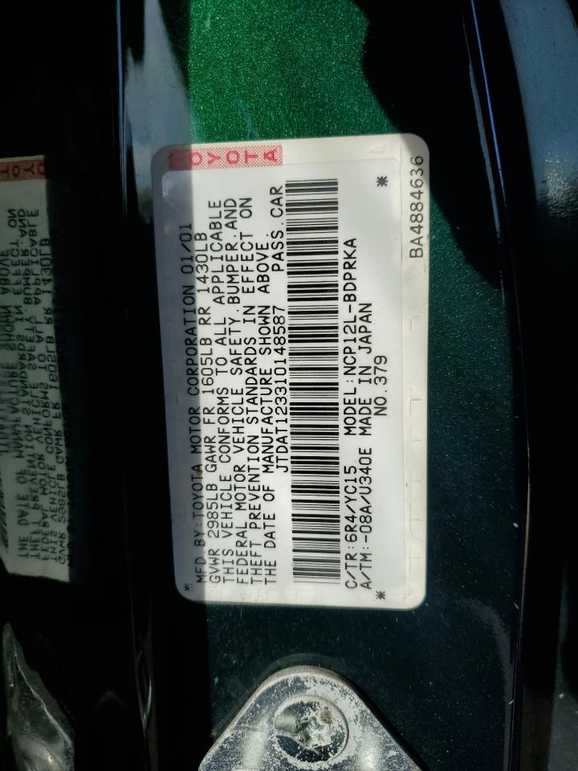 TOYOTA
MFD BY:TOYOTA MOTOR CORPORATION 01/01
GVWR 2985LB GAWR FR 1605LB RR 1430LB
THIS VEHICLE CONFORMS TO ALL APPLICABLE
FEDERAL MOTOR VEHICLE SAFETY,BUMPER,AND
THEFT PREVENTION STANDARDS IN EFFECT ON
THE DATE OF MANUFACTURE SHOWN ABOVE.
JTDAT123310148587 PASS.CAR
C/TR:6R4/YC15 MODEL:NCP12L-BDPRKA
A/TM:-08A/U340E MADE IN JAPAN
* NO.379 *
BA4884636